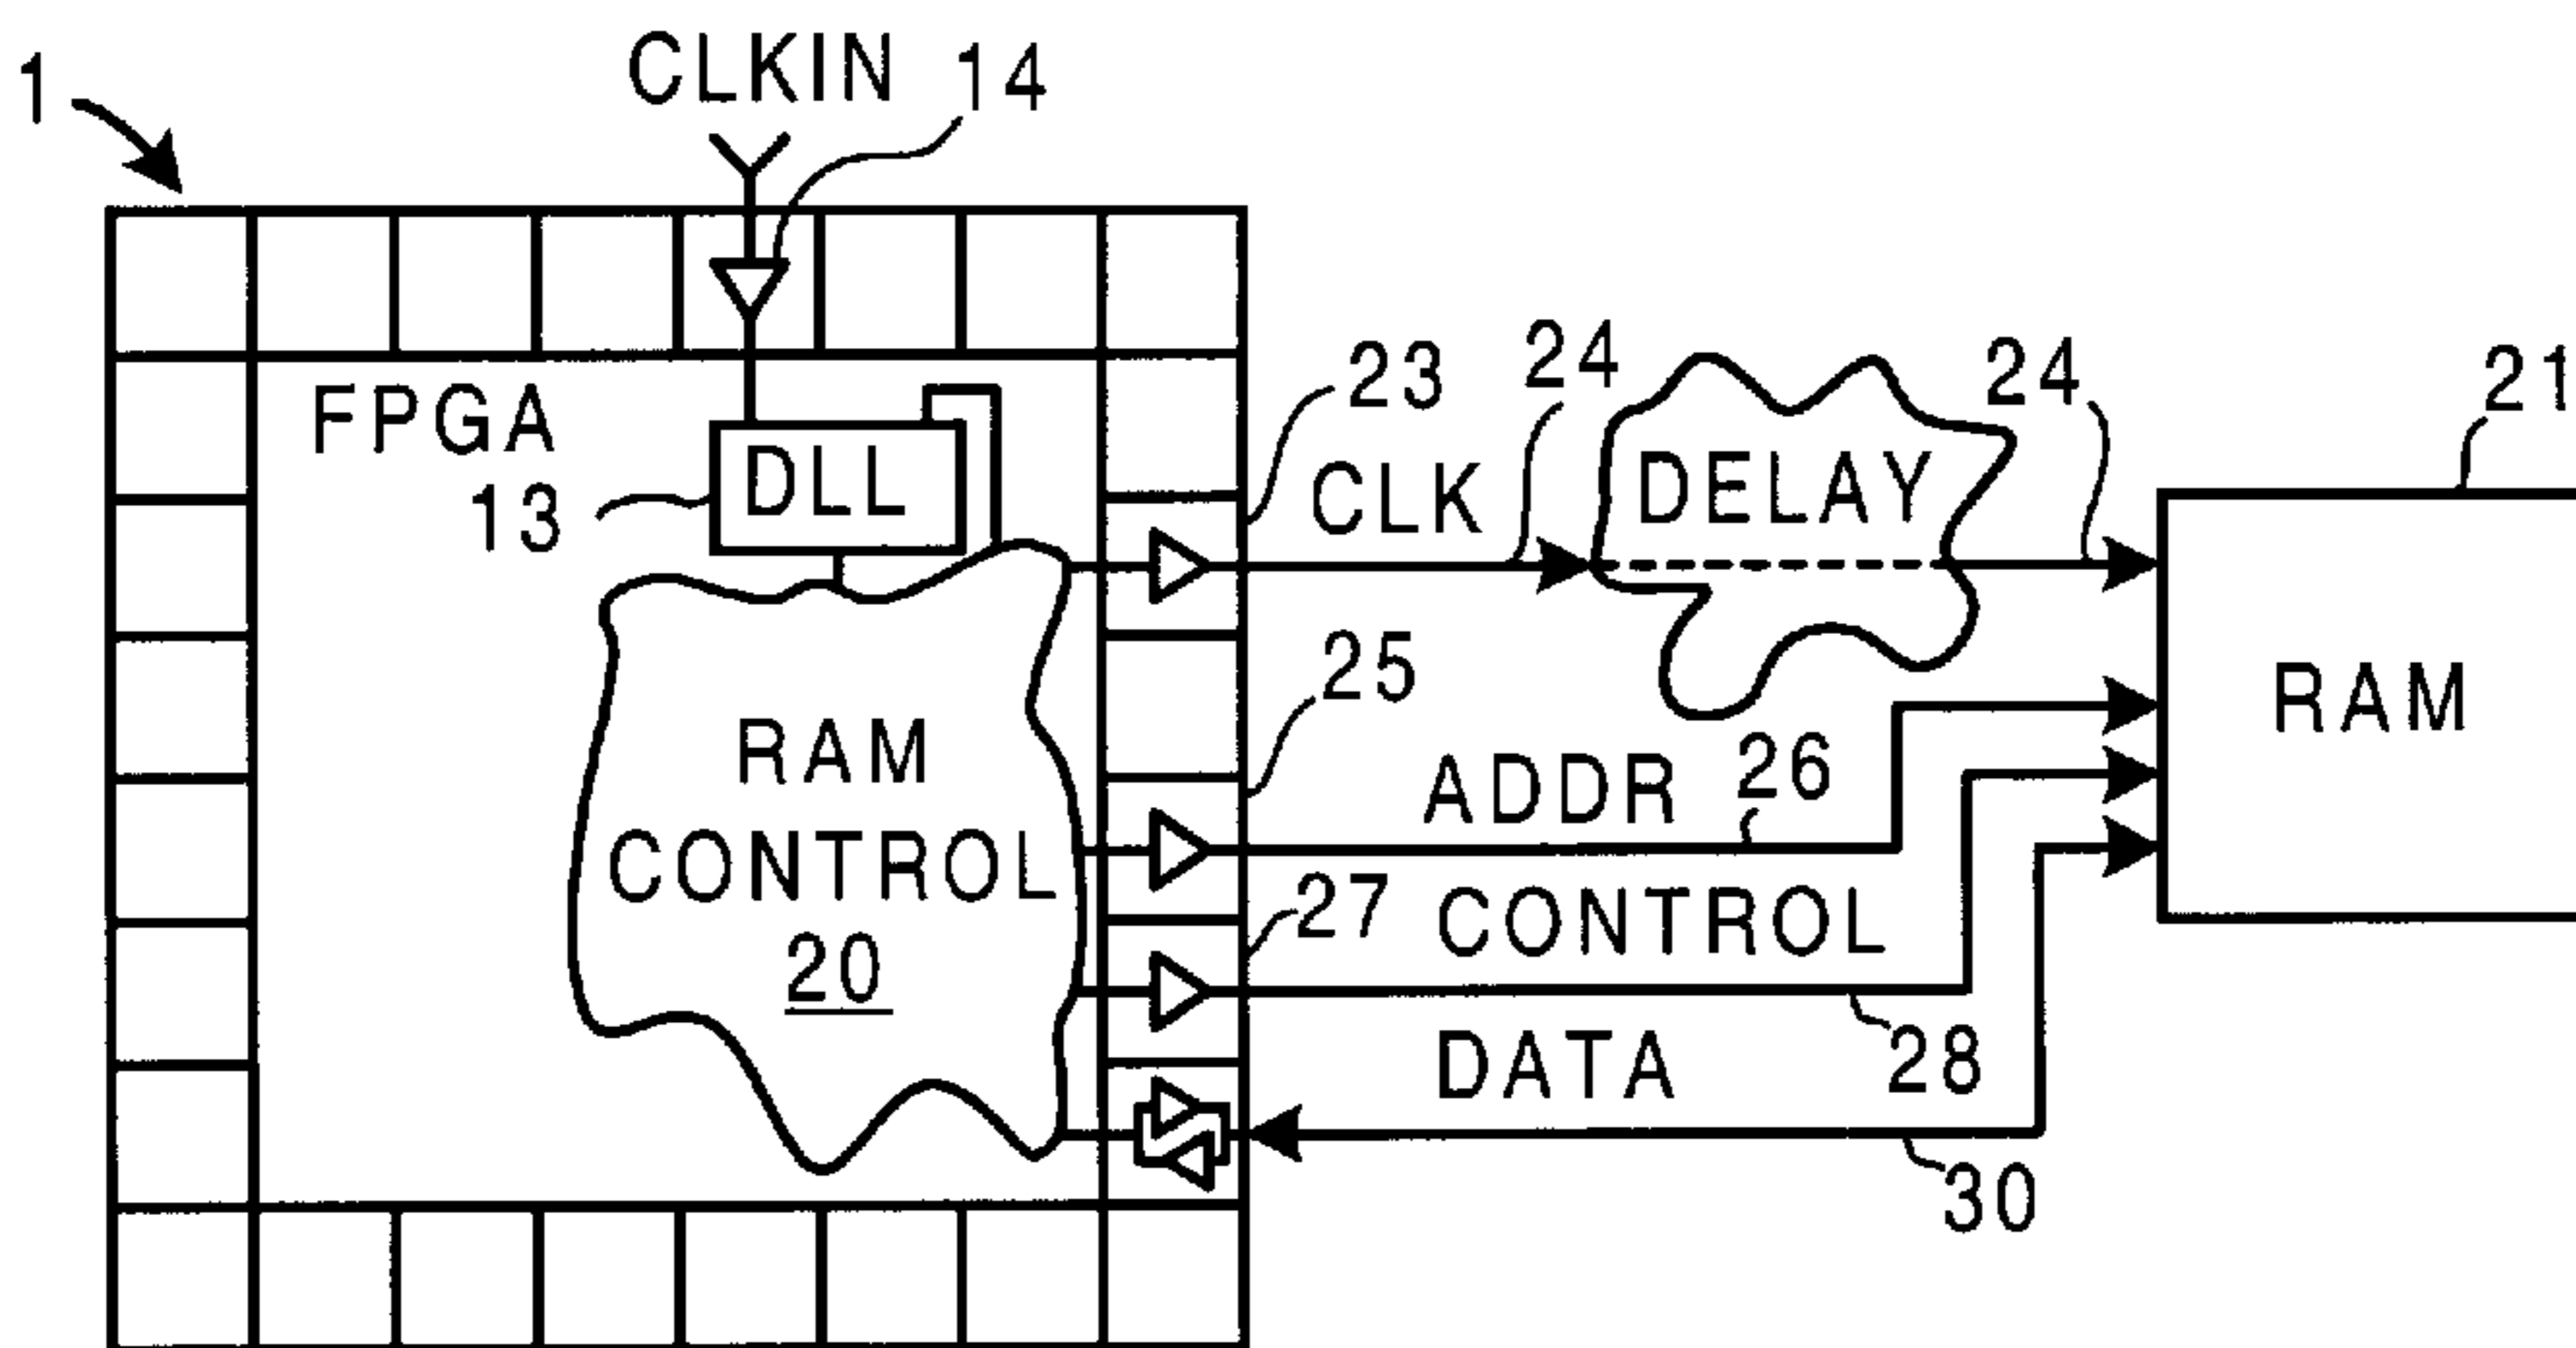 1
CLKIN 14
FPGA
13
DLL
23
CLK
24
DELAY
24
21
RAM
25
RAM
CONTROL
20
ADDR 26
27
CONTROL
28
DATA
30